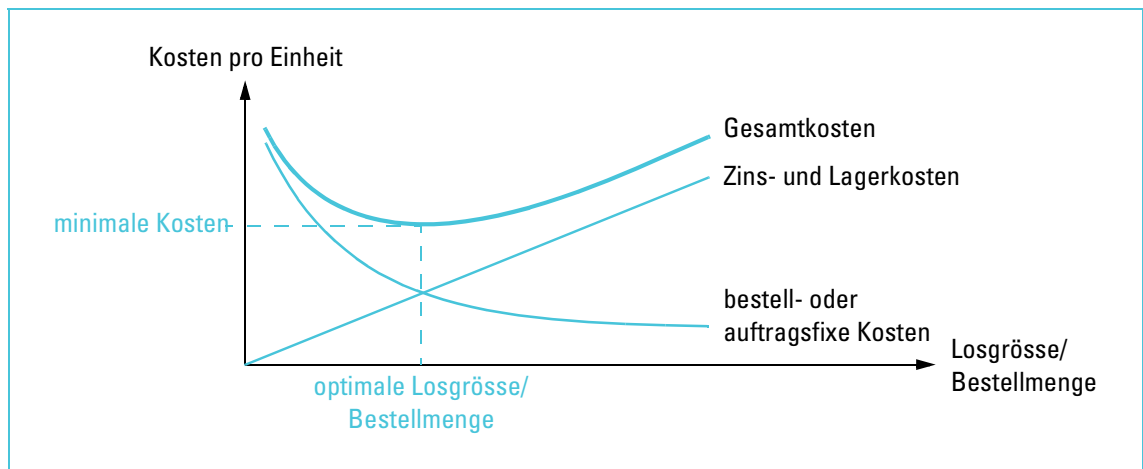 Kosten pro Einheit
Gesamtkosten
Zins- und Lagerkosten
minimale Kosten
bestell- oder
auftragsfixe Kosten
Losgrösse/
Bestellmenge
optimale Losgrösse/
Bestellmenge